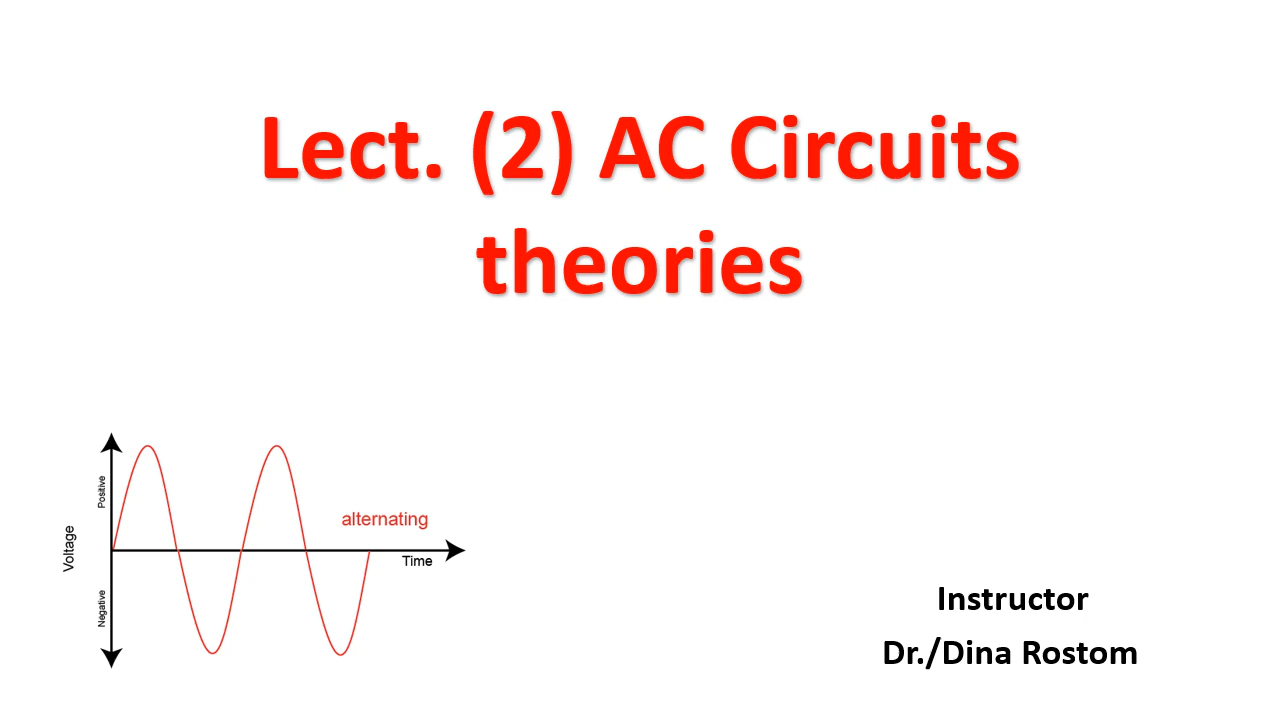 Lect. (2) AC Circuits
theories
Positive
alternating
Voltage
Time
Negative
Instructor
Dr./Dina Rostom